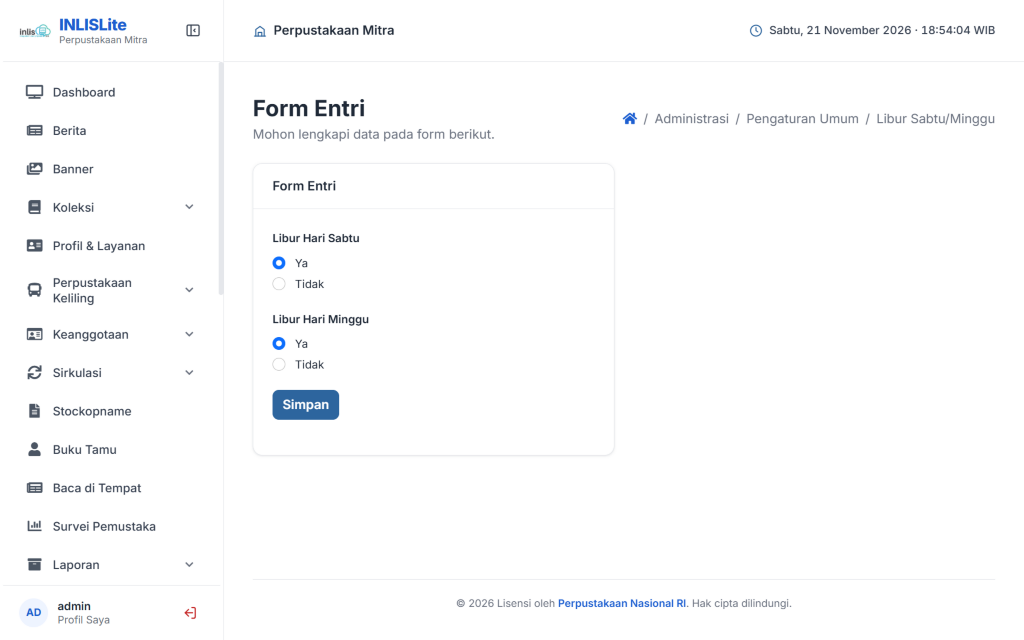 inlis
INLISLite
Perpustakaan Mitra
Perpustakaan Mitra
Sabtu, 21 November 2026 · 18:54:04 WIB
Dashboard
Berita
Banner
Koleksi
Profil & Layanan
Perpustakaan
Keliling
Keanggotaan
Sirkulasi
Stockopname
Buku Tamu
Baca di Tempat
Survei Pemustaka
Laporan
AD
admin
Profil Saya
Form Entri
Mohon lengkapi data pada form berikut.
/ Administrasi / Pengaturan Umum / Libur Sabtu/Minggu
Form Entri
Libur Hari Sabtu
Ya
Tidak
Libur Hari Minggu
Ya
Tidak
Simpan
© 2026 Lisensi oleh Perpustakaan Nasional RI. Hak cipta dilindungi.